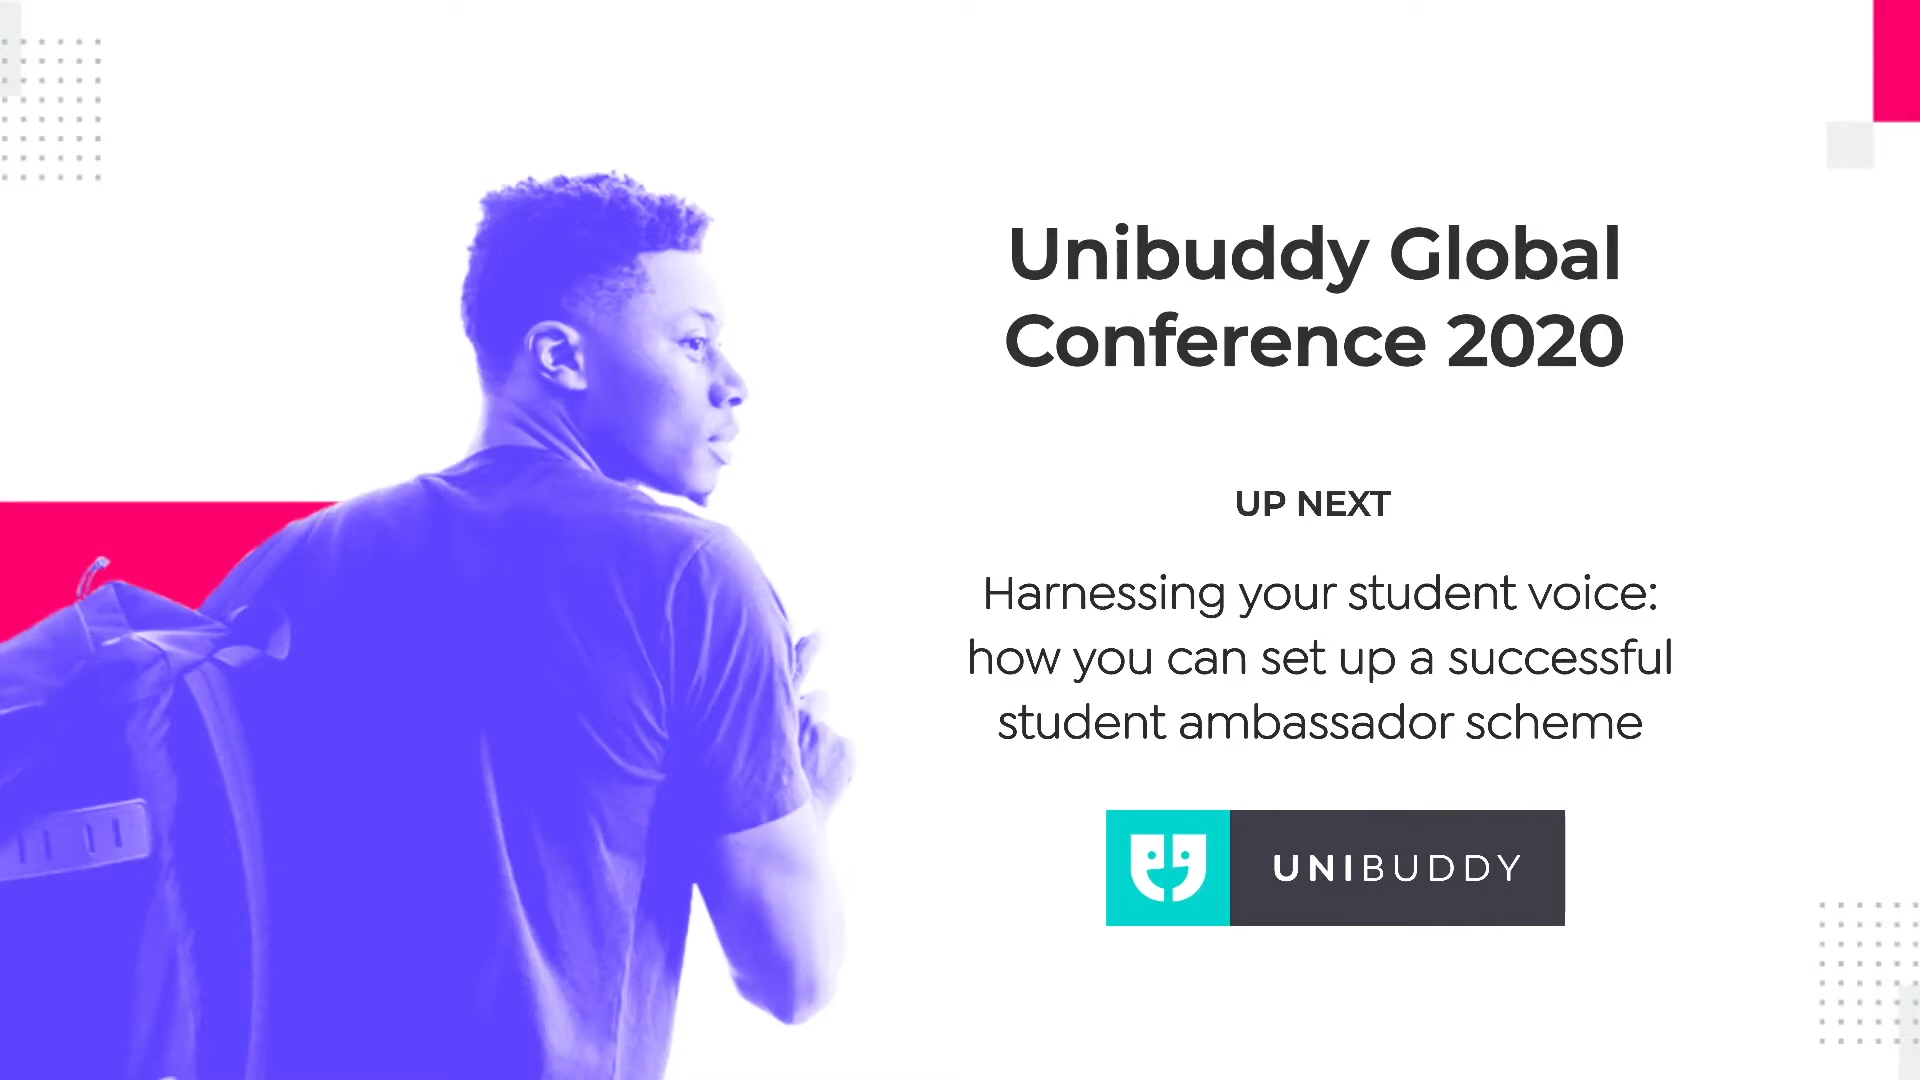 Unibuddy Global
Conference 2020
UP NEXT
Harnessing your student voice:
how you can set up a successful
student ambassador scheme
UNIBUDDY